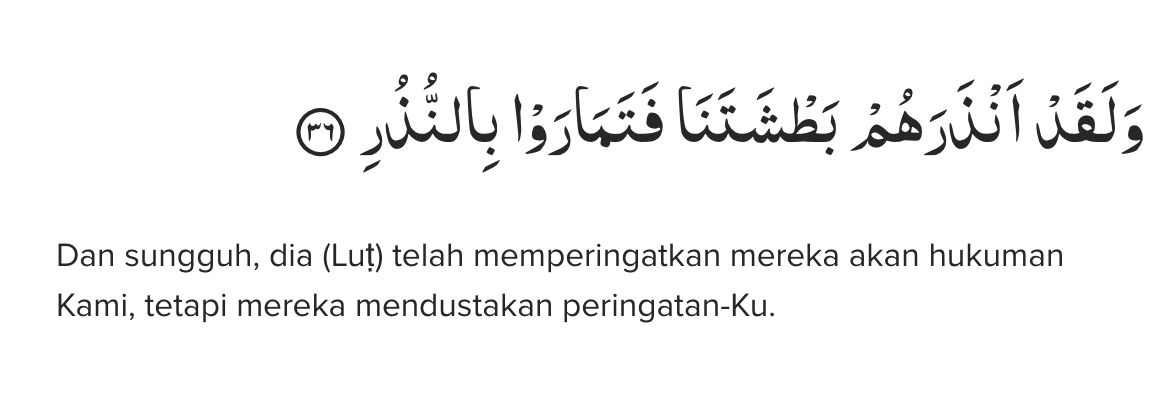 وَلَقَدْ اَنْذَرَهُمْ بَطْشَتَنَا فَتَمَارَوْا بِالنُّذُرِ ٣٦
Dan sungguh, dia (Luṭ) telah memperingatkan mereka akan hukuman
Kami, tetapi mereka mendustakan peringatan-Ku.